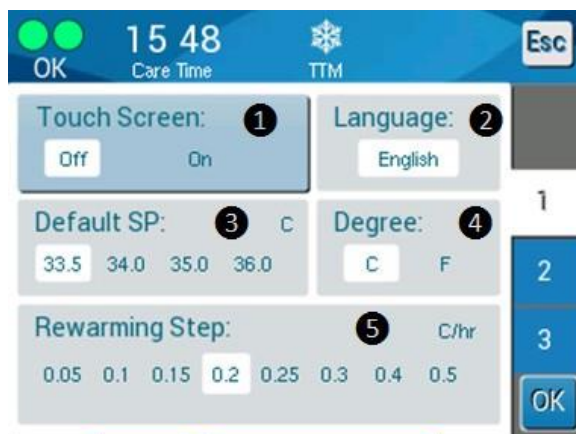 OK
15 48
Care Time
TTM
Esc
Touch Screen: 1
Off On
Language: 2
English
Default SP: 3 C
33.5 34.0 35.0 36.0
Degree: 4
C F
Rewarming Step: 5 C/hr
0.05 0.1 0.15 0.2 0.25 0.3 0.4 0.5
1
2
3
OK